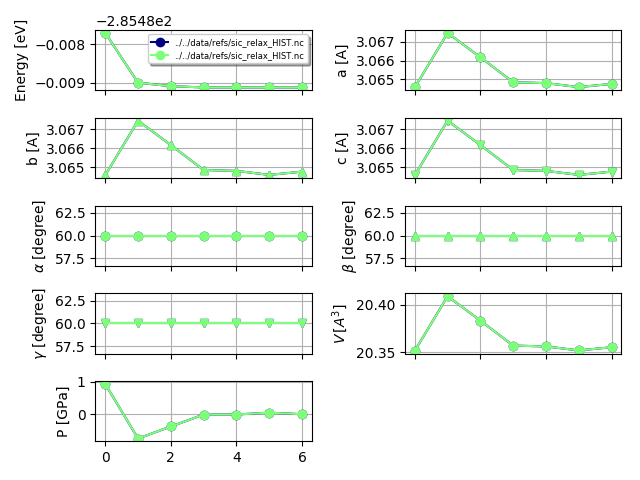 −2.8548e2
Energy [eV]
−0.008
−0.009
../../data/refs/sic_relax_HIST.nc
../../data/refs/sic_relax_HIST.nc
a [A]
3.067
3.066
3.065
b [A]
3.067
3.066
3.065
c [A]
3.067
3.066
3.065
α [degree]
62.5
60.0
57.5
β [degree]
62.5
60.0
57.5
γ [degree]
62.5
60.0
57.5
V[A³]
20.40
20.35
P [GPa]
1
0
0 2 4 6